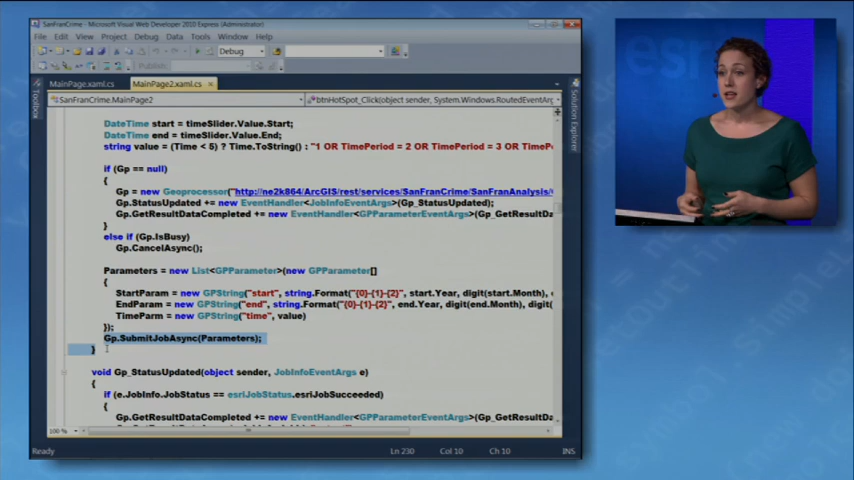 SanFranCrime - Microsoft Visual Web Developer 2010 Express (Administrator)
File Edit View Project Debug Data Tools Window Help
Debug
MainPage.xaml.cs MainPage2.xaml.cs
SanFranCrime.MainPage2 btnHotSpot_Click(object sender, System.Windows.RoutedEventArg
Toolbox
Solution Explorer
DateTime start = timeSlider.Value.Start;
DateTime end = timeSlider.Value.End;
string value = (Time < 5) ? Time.ToString() : "1 OR TimePeriod = 2 OR TimePeriod = 3 OR TimePe
if (Gp == null)
{
Gp = new Geoprocessor("http://ne2k864/ArcGIS/rest/services/SanFranCrime/SanFranAnalysis/
Gp.StatusUpdated += new EventHandler<JobInfoEventArgs>(Gp_StatusUpdated);
Gp.GetResultDataCompleted += new EventHandler<GPParameterEventArgs>(Gp_GetResultDa
}
else if (Gp.IsBusy)
Gp.CancelAsync();
Parameters = new List<GPParameter>(new GPParameter[]
{
StartParam = new GPString("start", string.Format("{0}-{1}-{2}", start.Year, digit(start.Month),
EndParam = new GPString("end", string.Format("{0}-{1}-{2}", end.Year, digit(end.Month), e
TimeParm = new GPString("time", value)
});
Gp.SubmitJobAsync(Parameters);
}
void Gp_StatusUpdated(object sender, JobInfoEventArgs e)
{
if (e.JobInfo.JobStatus == esriJobStatus.esriJobSucceeded)
{
Gp.GetResultDataCompleted += new EventHandler<GPParameterEventArgs>(Gp_GetResultDat
100 %
Ready Ln 230 Col 10 Ch 10 INS
esri